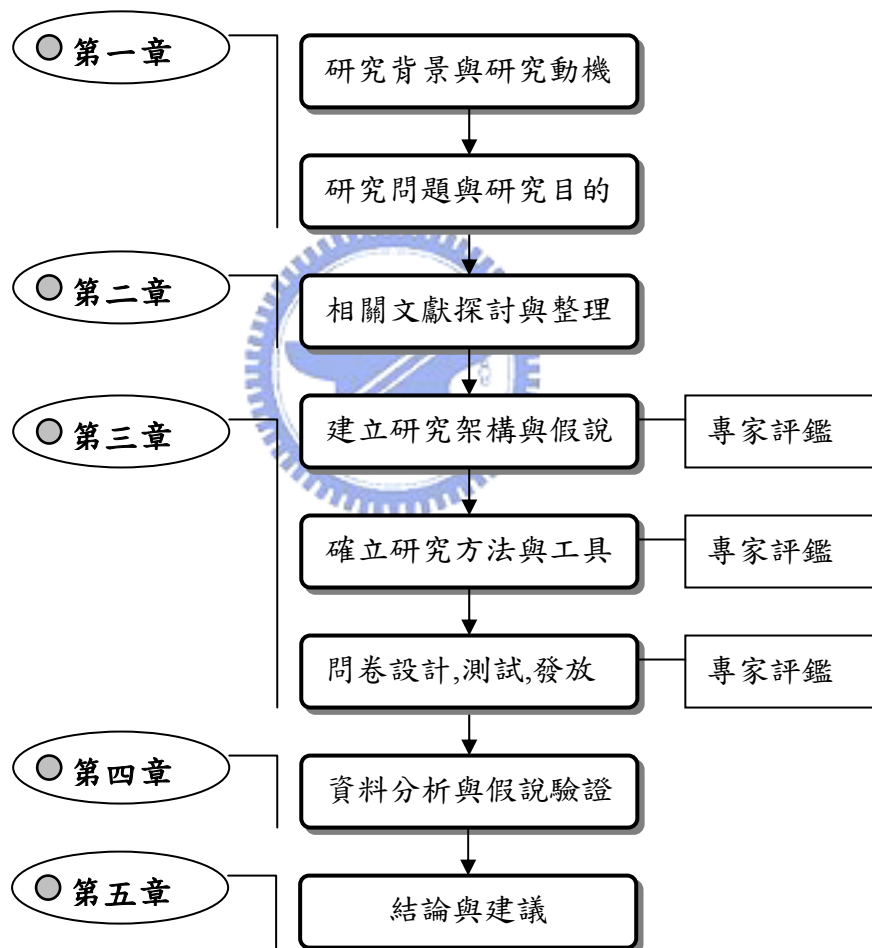 第一章
研究背景與研究動機
研究問題與研究目的
第二章
相關文獻探討與整理
第三章
建立研究架構與假說
專家評鑑
確立研究方法與工具
專家評鑑
問卷設計,測試,發放
專家評鑑
第四章
資料分析與假說驗證
第五章
結論與建議